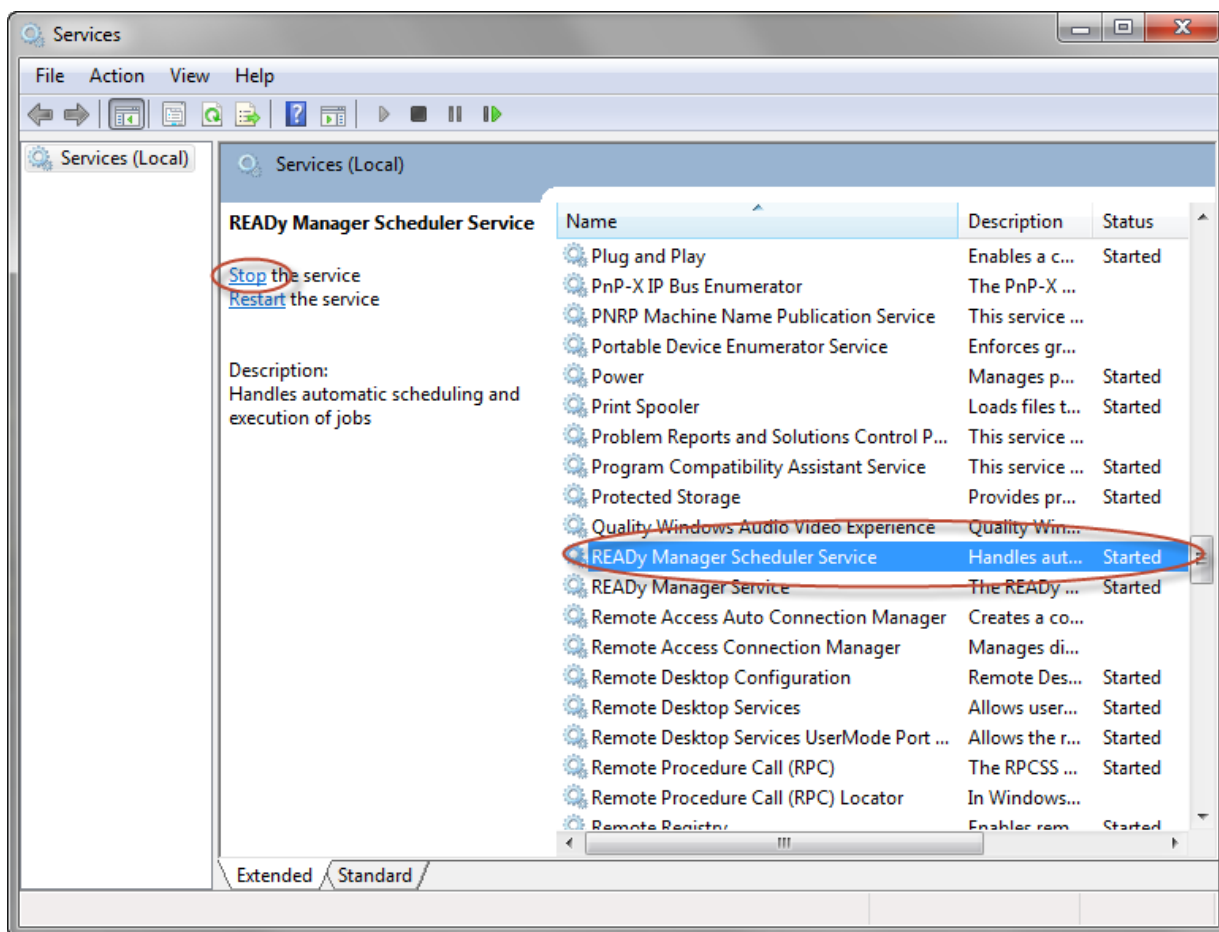 Services
File Action View Help
Services (Local)
Services (Local)
READy Manager Scheduler Service
Stop the service
Restart the service
Description:
Handles automatic scheduling and
execution of jobs
Name Description Status
Plug and Play Enables a c... Started
PnP-X IP Bus Enumerator The PnP-X ...
PNRP Machine Name Publication Service This service ...
Portable Device Enumerator Service Enforces gr...
Power Manages p... Started
Print Spooler Loads files t... Started
Problem Reports and Solutions Control P... This service ...
Program Compatibility Assistant Service This service ... Started
Protected Storage Provides pr... Started
Quality Windows Audio Video Experience Quality Win...
READy Manager Scheduler Service Handles aut... Started
READy Manager Service The READy ... Started
Remote Access Auto Connection Manager Creates a co...
Remote Access Connection Manager Manages di...
Remote Desktop Configuration Remote Des... Started
Remote Desktop Services Allows user... Started
Remote Desktop Services UserMode Port ... Allows the r... Started
Remote Procedure Call (RPC) The RPCSS ... Started
Remote Procedure Call (RPC) Locator In Windows...
Remote Registry Enables rem... Started
Extended Standard